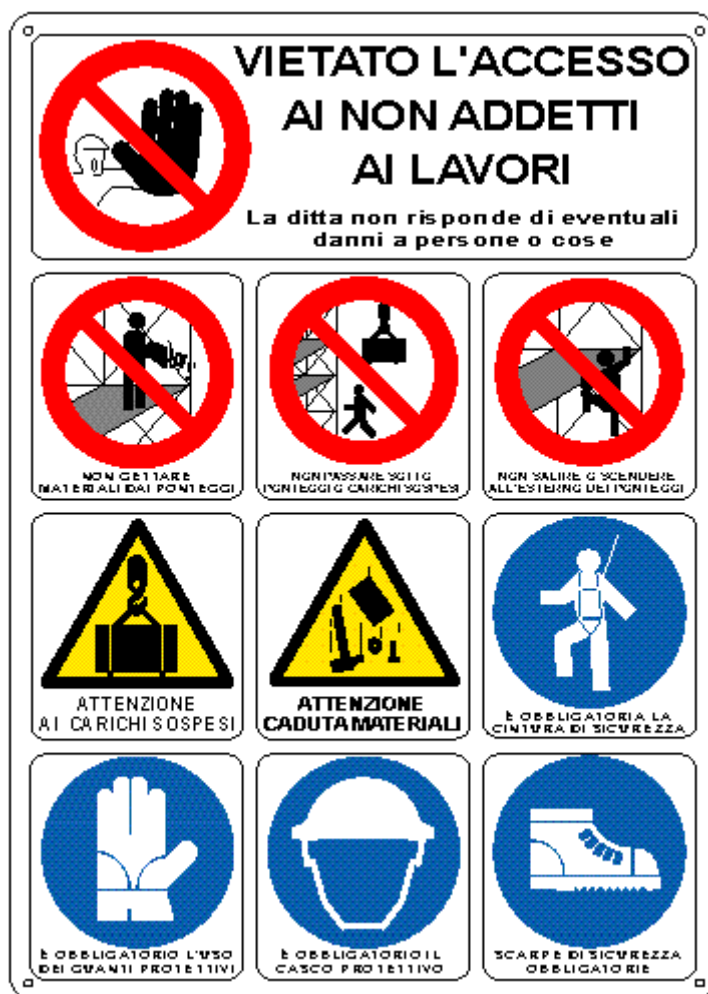 VIETATO L'ACCESSO
AI NON ADDETTI
AI LAVORI
La ditta non risponde di eventuali
danni a persone o cose
NON GETTARE
MATERIALI DAI PONTEGGI
NON PASSARE SOTTO
PONTEGGI O CARICHI SOSPESI
NON SALIRE O SCENDERE
ALL'ESTERNO DEI PONTEGGI
ATTENZIONE
AI CARICHI SOSPESI
ATTENZIONE
CADUTA MATERIALI
È OBBLIGATORIA LA
CINTURA DI SICUREZZA
È OBBLIGATORIO L'USO
DEI GUANTI PROTETTIVI
È OBBLIGATORIO IL
CASCO PROTETTIVO
SCARPE DI SICUREZZA
OBBLIGATORIE